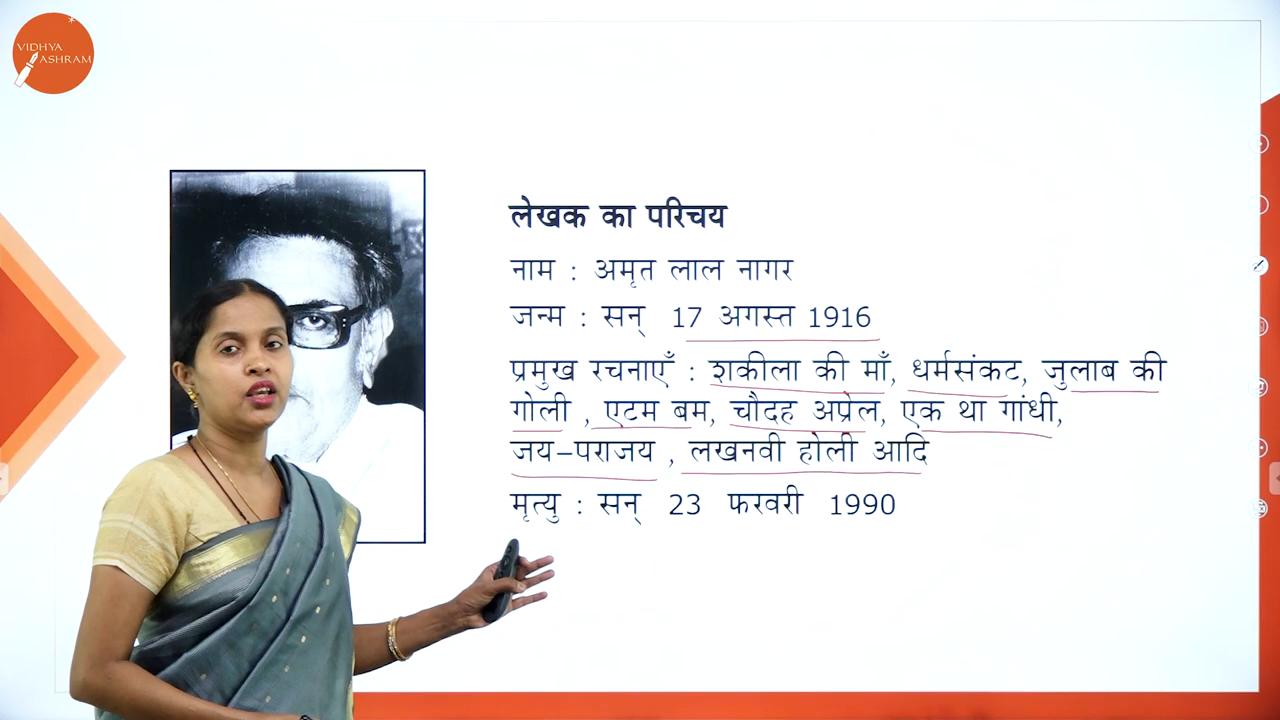 VIDHYA
ASHRAM
लेखक का परिचय
नाम : अमृत लाल नागर
जन्म : सन् 17 अगस्त 1916
प्रमुख रचनाएँ : शकीला की माँ, धर्मसंकट, जुलाब की
गोली , एटम बम, चौदह अप्रेल, एक था गांधी,
जय-पराजय , लखनवी होली आदि
मृत्यु : सन् 23 फरवरी 1990